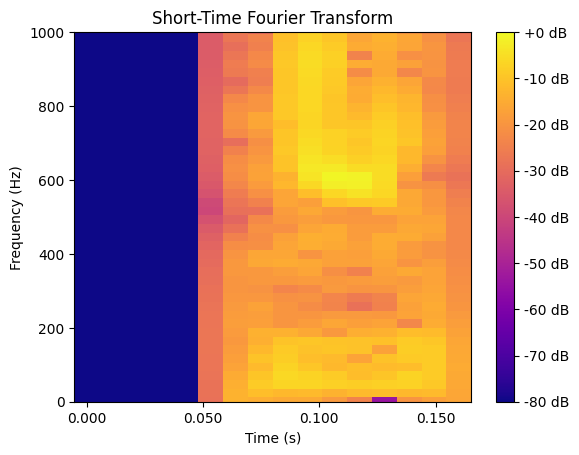 Short-Time Fourier Transform
1000
800
600
400
200
0
Frequency (Hz)
0.000
0.050
0.100
0.150
Time (s)
+0 dB
-10 dB
-20 dB
-30 dB
-40 dB
-50 dB
-60 dB
-70 dB
-80 dB